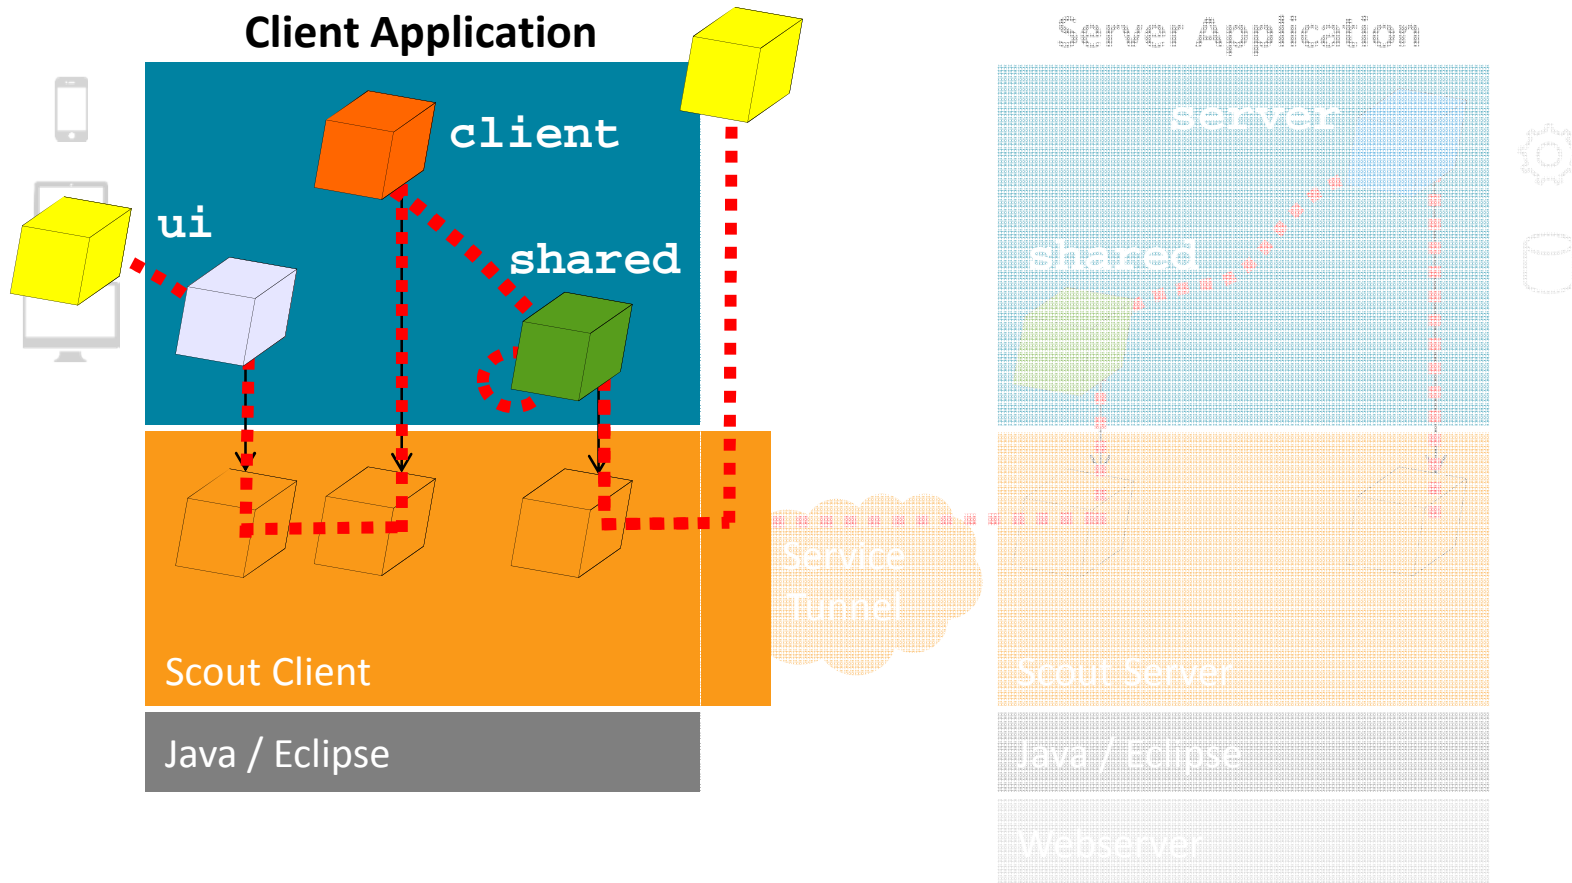 Client Application
client
ui
shared
Scout Client
Java / Eclipse
Service
Tunnel
Server Application
server
shared
Scout Server
Java / Eclipse
Webserver